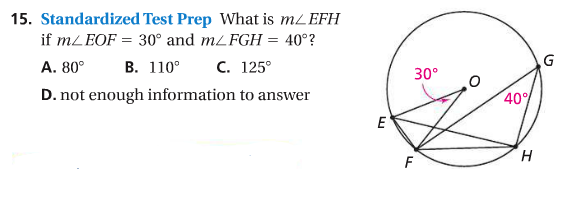 15. Standardized Test Prep What is m∠EFH
if m∠EOF = 30° and m∠FGH = 40°?
A. 80° B. 110° C. 125°
D. not enough information to answer
30°
O
G
40°
E
F
H